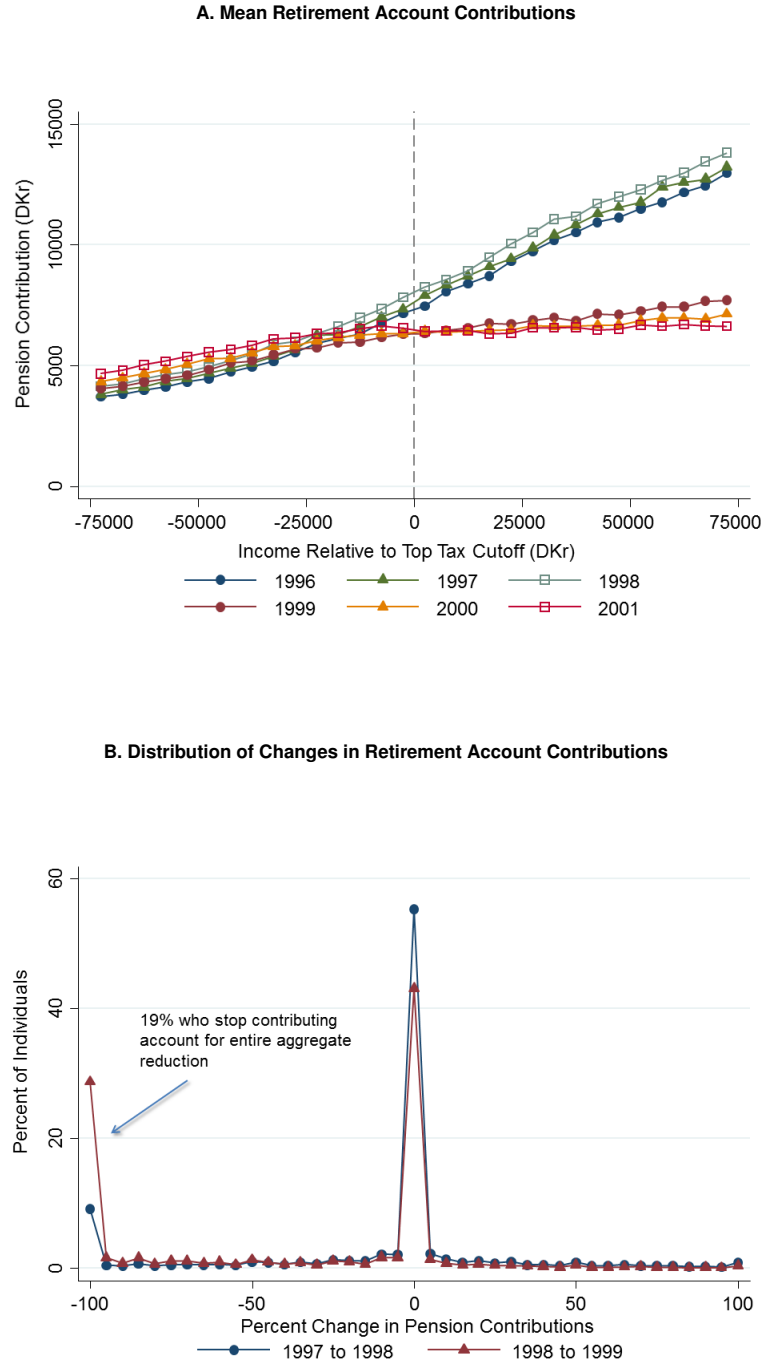 A. Mean Retirement Account Contributions
Pension Contribution (DKr)
15000
10000
5000
0
-75000 -50000 -25000 0 25000 50000 75000
Income Relative to Top Tax Cutoff (DKr)
1996 1997 1998
1999 2000 2001
B. Distribution of Changes in Retirement Account Contributions
Percent of Individuals
60
40
20
0
19% who stop contributing
account for entire aggregate
reduction
-100 -50 0 50 100
Percent Change in Pension Contributions
1997 to 1998 1998 to 1999